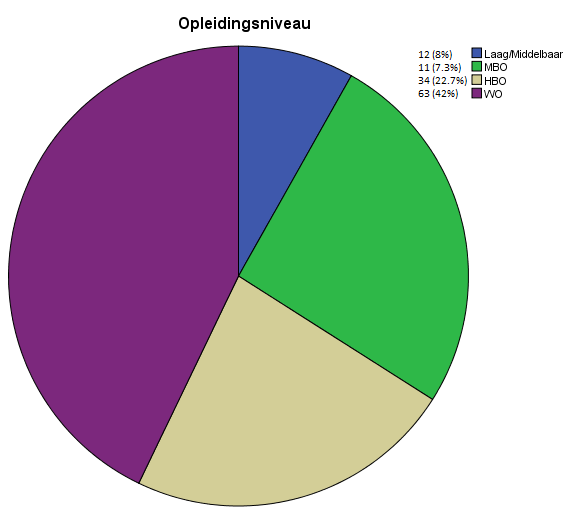 Opleidingsniveau
12 (8%) Laag/Middelbaar
11 (7.3%) MBO
34 (22.7%) HBO
63 (42%) WO